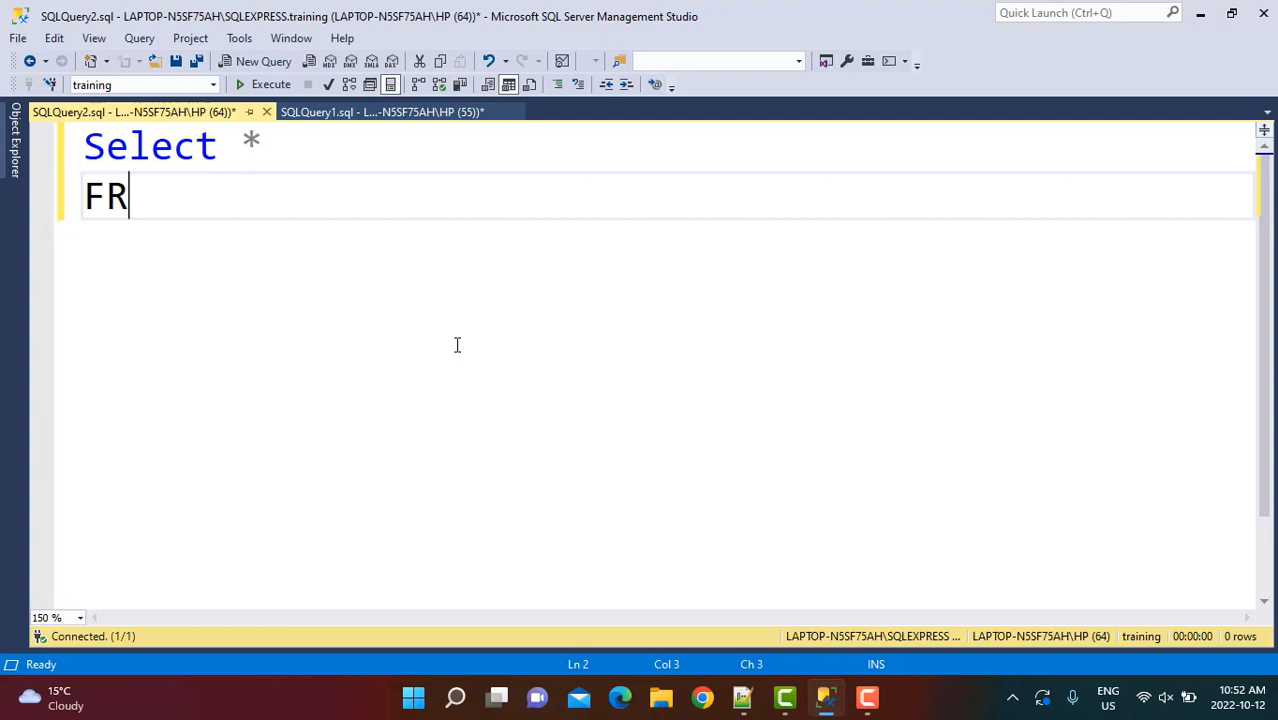 SQLQuery2.sql - LAPTOP-N5SF75AH\SQLEXPRESS.training (LAPTOP-N5SF75AH\HP (64))* - Microsoft SQL Server Management Studio
Quick Launch (Ctrl+Q)
File Edit View Query Project Tools Window Help
New Query
training Execute
SQLQuery2.sql - L...-N5SF75AH\HP (64))* SQLQuery1.sql - L...-N5SF75AH\HP (55))*
Object Explorer
Select *
FR
150 %
Connected. (1/1) LAPTOP-N5SF75AH\SQLEXPRESS ... LAPTOP-N5SF75AH\HP (64) training 00:00:00 0 rows
Ready Ln 2 Col 3 Ch 3 INS
15°C
Cloudy
ENG
US
10:52 AM
2022-10-12